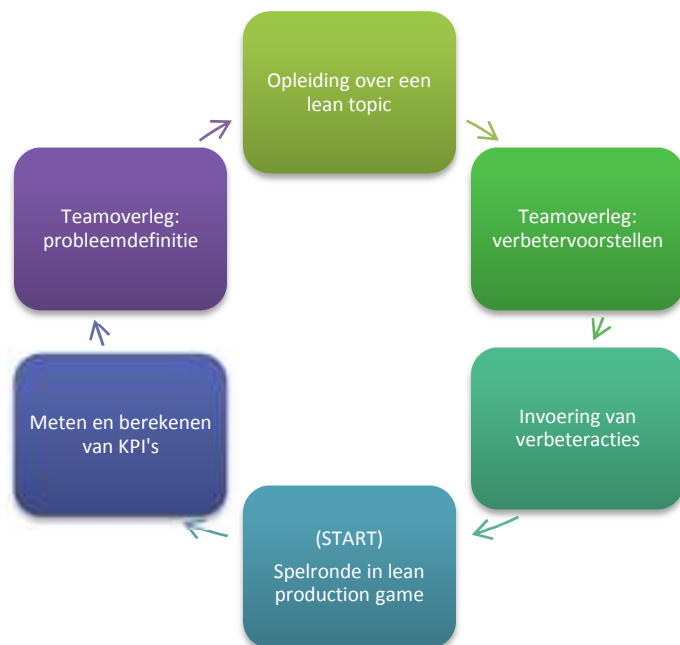 Opleiding over een
lean topic
Teamoverleg:
verbetervoorstellen
Invoering van
verbeteracties
(START)
Spelronde in lean
production game
Meten en berekenen
van KPI's
Teamoverleg:
probleemdefinitie